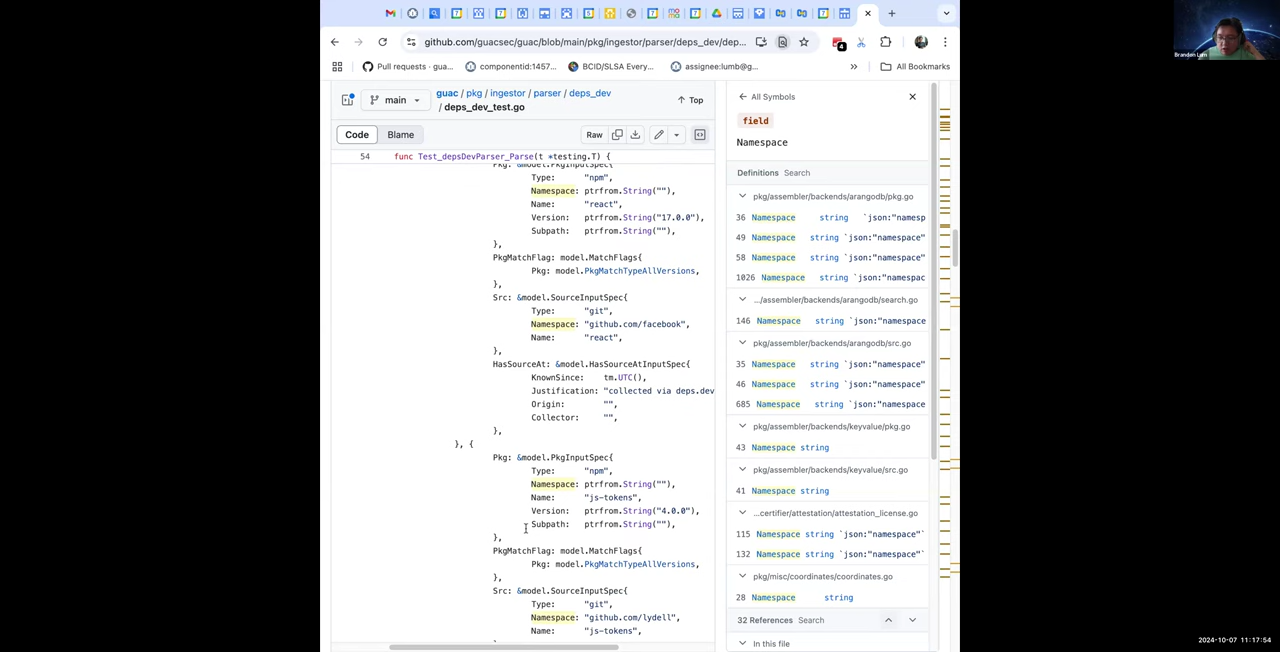 github.com/guacsec/guac/blob/main/pkg/ingestor/parser/deps_dev/dep...
4
Pull requests · gua...
componentid:1457...
BCID/SLSA Every...
assignee:lumb@g...
»
All Bookmarks
main
guac / pkg / ingestor / parser / deps_dev
/ deps_dev_test.go
↑ Top
Code
Blame
Raw
54 func Test_depsDevParser_Parse(t *testing.T) {
Pkg: &model.PkgInputSpec{
Type: "npm",
Namespace: ptrfrom.String(""),
Name: "react",
Version: ptrfrom.String("17.0.0"),
Subpath: ptrfrom.String(""),
},
PkgMatchFlag: model.MatchFlags{
Pkg: model.PkgMatchTypeAllVersions,
},
Src: &model.SourceInputSpec{
Type: "git",
Namespace: "github.com/facebook",
Name: "react",
},
HasSourceAt: &model.HasSourceAtInputSpec{
KnownSince: tm.UTC(),
Justification: "collected via deps.dev
Origin: "",
Collector: "",
},
}, {
Pkg: &model.PkgInputSpec{
Type: "npm",
Namespace: ptrfrom.String(""),
Name: "js-tokens",
Version: ptrfrom.String("4.0.0"),
Subpath: ptrfrom.String(""),
},
PkgMatchFlag: model.MatchFlags{
Pkg: model.PkgMatchTypeAllVersions,
},
Src: &model.SourceInputSpec{
Type: "git",
Namespace: "github.com/lydell",
Name: "js-tokens",
← All Symbols
field
Namespace
Definitions Search
pkg/assembler/backends/arangodb/pkg.go
36 Namespace string `json:"namesp
49 Namespace string `json:"namespace"
58 Namespace string `json:"namespace"
1026 Namespace string `json:"namespac
.../assembler/backends/arangodb/search.go
146 Namespace string `json:"namespace
pkg/assembler/backends/arangodb/src.go
35 Namespace string `json:"namespace"
46 Namespace string `json:"namespace"
685 Namespace string `json:"namespace
pkg/assembler/backends/keyvalue/pkg.go
43 Namespace string
pkg/assembler/backends/keyvalue/src.go
41 Namespace string
...certifier/attestation/attestation_license.go
115 Namespace string `json:"namespace"`
132 Namespace string `json:"namespace"`
pkg/misc/coordinates/coordinates.go
28 Namespace string
32 References Search
In this file
Brandon Lum
2024-10-07 11:17:54